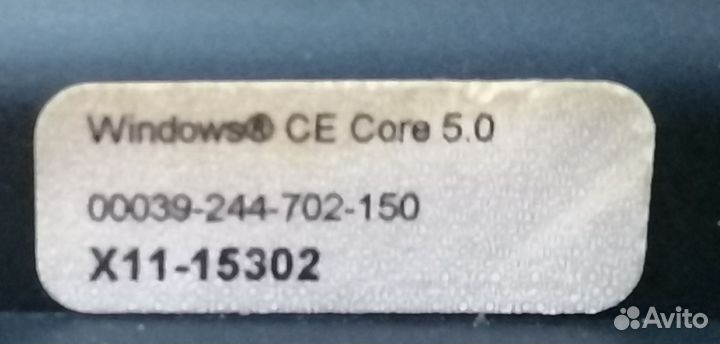 Windows® CE Core 5.0
00039-244-702-150
X11-15302
Avito